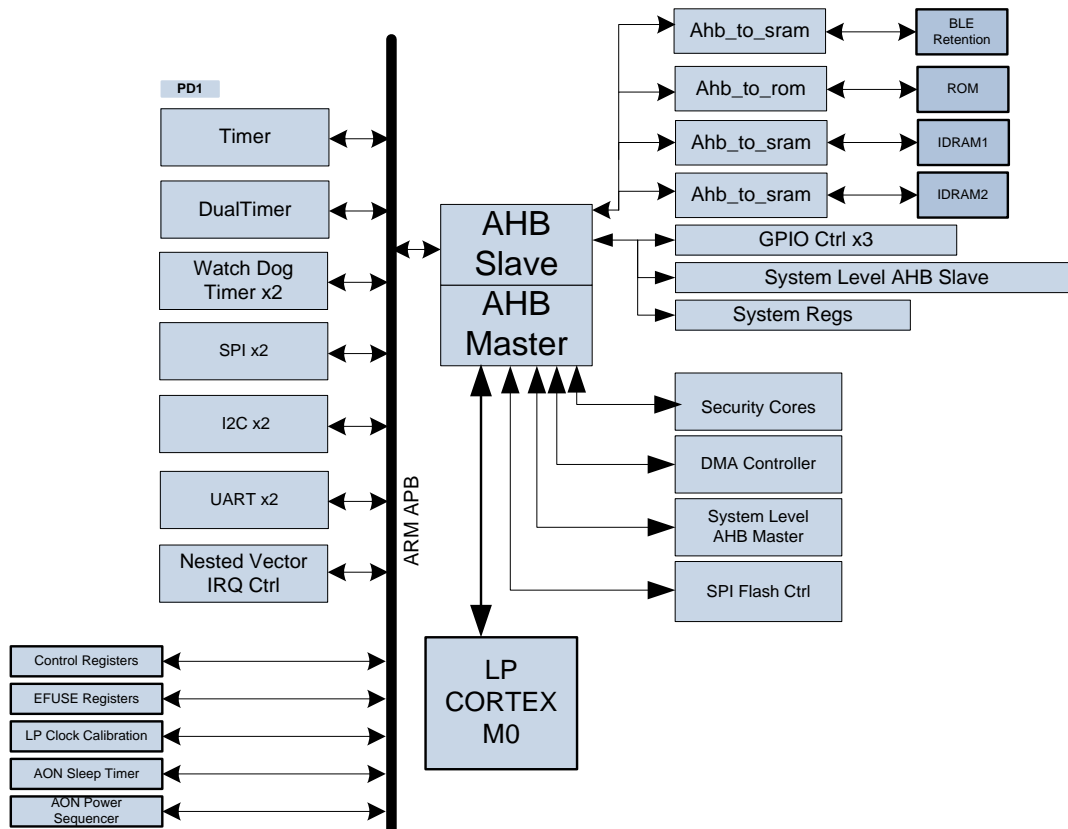 PD1
Timer
DualTimer
Watch Dog
Timer x2
SPI x2
I2C x2
UART x2
Nested Vector
IRQ Ctrl
Control Registers
EFUSE Registers
LP Clock Calibration
AON Sleep Timer
AON Power
Sequencer
ARM APB
AHB
Slave
AHB
Master
LP
CORTEX
M0
Ahb_to_sram
BLE
Retention
Ahb_to_rom
ROM
Ahb_to_sram
IDRAM1
Ahb_to_sram
IDRAM2
GPIO Ctrl x3
System Level AHB Slave
System Regs
Security Cores
DMA Controller
System Level
AHB Master
SPI Flash Ctrl